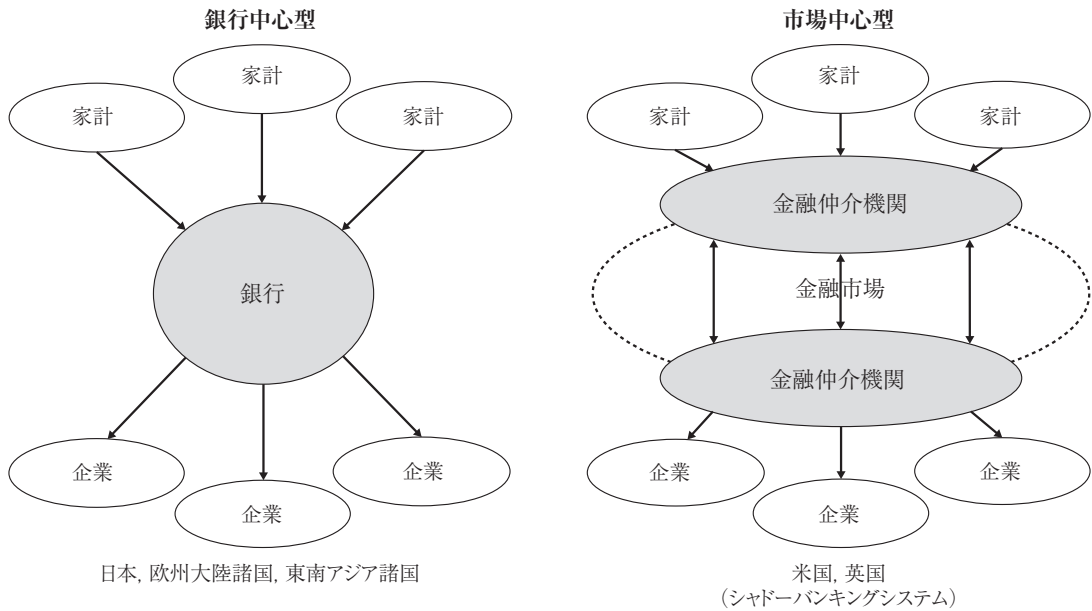 銀行中心型
家計
家計
家計
銀行
企業
企業
企業
日本, 欧州大陸諸国, 東南アジア諸国
市場中心型
家計
家計
家計
金融仲介機関
金融市場
金融仲介機関
企業
企業
企業
米国, 英国
(シャドーバンキングシステム)